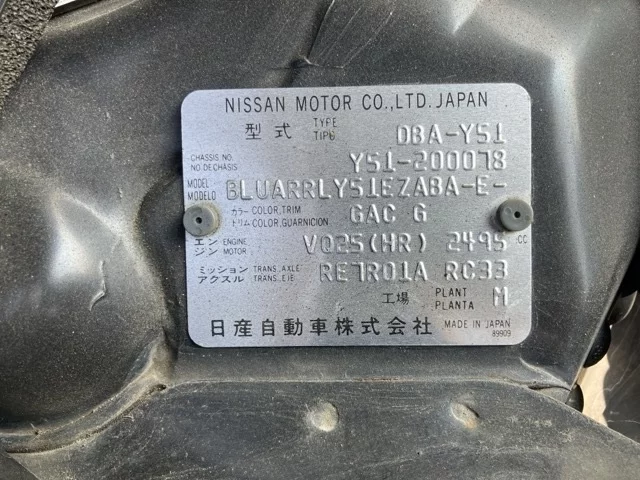 NISSAN MOTOR CO.,LTD. JAPAN
型式 TYPE TIPO DBA-Y51
CHASSIS NO. NO DECHASIS Y51-200078
MODEL MODELO BLUARRLY51EZABA-E-
カラー COLOR,TRIM トリム COLOR,GUARNICION GAC G
エンジン ENGINE MOTOR VQ25(HR) 2495 CC
ミッション アクスル TRANS.,AXLE TRANS.,EJE RE7R01A RC33
工場 PLANT PLANTA M
日産自動車株式会社 MADE IN JAPAN
89909